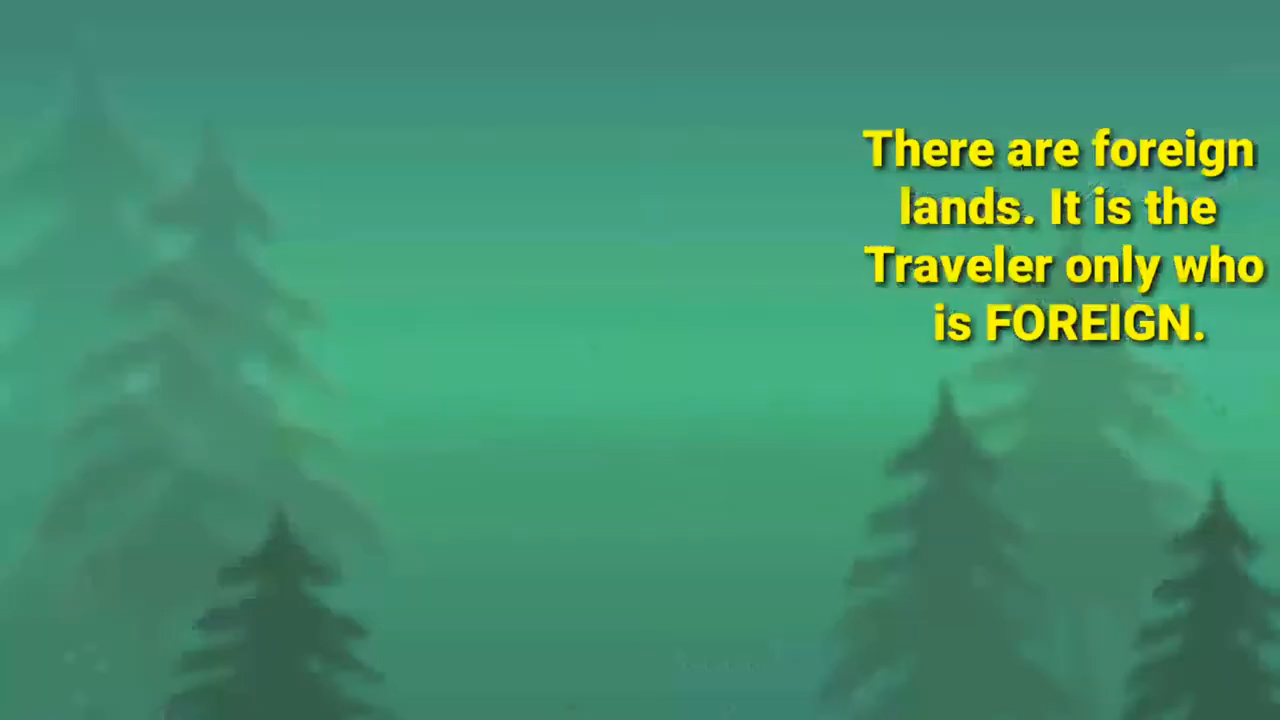 There are foreign
lands. It is the
Traveler only who
is FOREIGN.